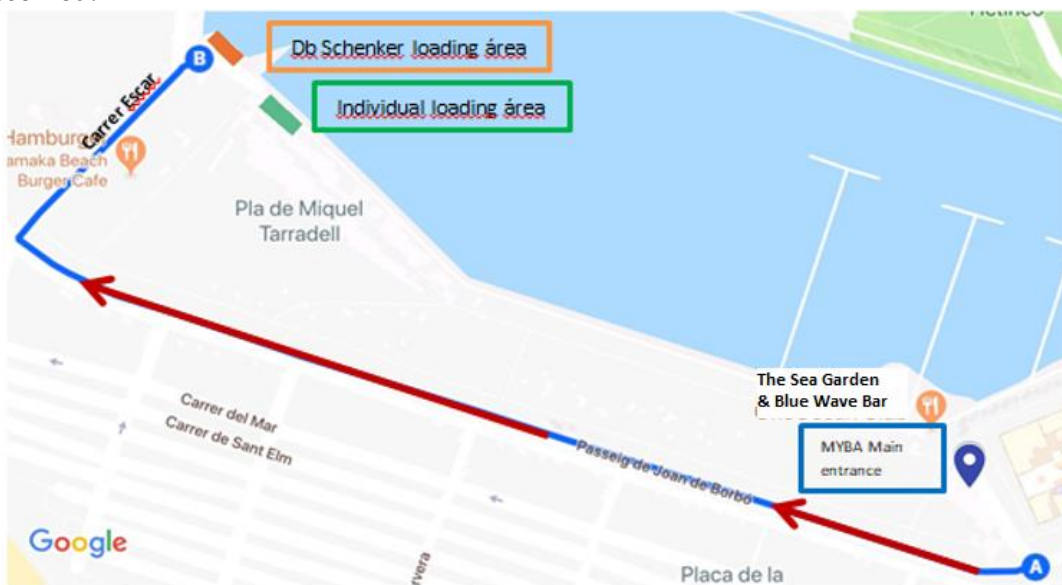 B
Db Schenker loading área
Individual loading área
Carrer Escar
Hamburg
amaka Beach
Burger Cafe
Pla de Miquel
Tarradell
The Sea Garden
& Blue Wave Bar
MYBA Main
entrance
Carrer del Mar
Carrer de Sant Elm
Passeig de Joan de Borbó
Google
vera
Placa de la
A